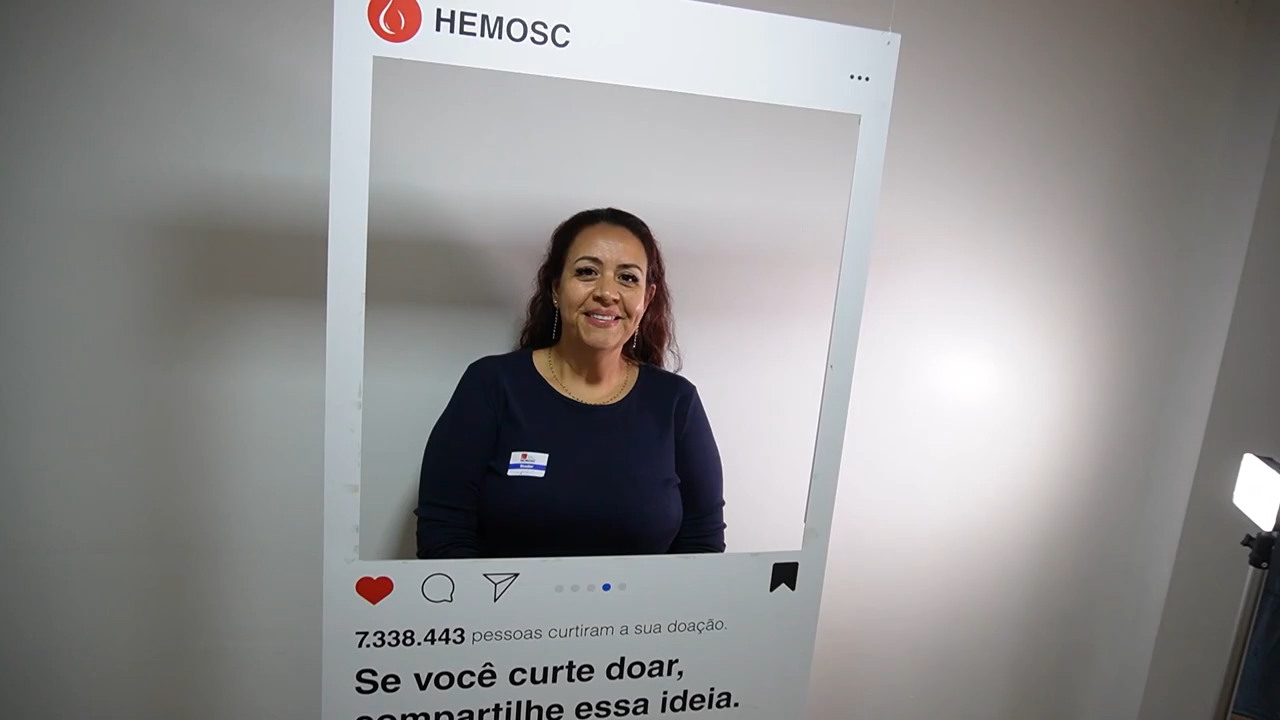 HEMOSC
7.338.443 pessoas curtiram a sua doação.
Se você curte doar,
compartilhe essa ideia.